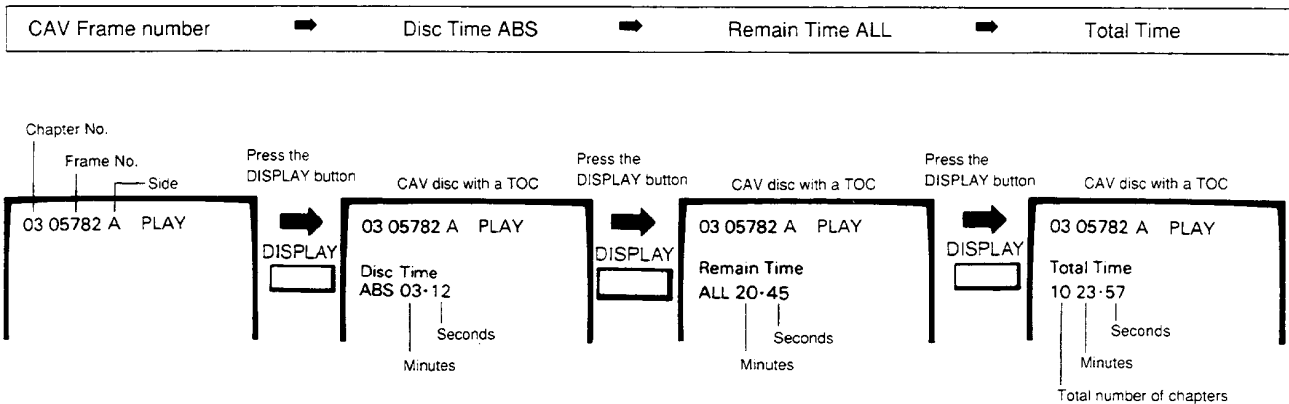 CAV Frame number ➡ Disc Time ABS ➡ Remain Time ALL ➡ Total Time
Chapter No.
Frame No.
Side
03 05782 A PLAY
Press the
DISPLAY button
DISPLAY
CAV disc with a TOC
03 05782 A PLAY
Disc Time
ABS 03·12
Seconds
Minutes
Press the
DISPLAY button
DISPLAY
CAV disc with a TOC
03 05782 A PLAY
Remain Time
ALL 20·45
Seconds
Minutes
Press the
DISPLAY button
DISPLAY
CAV disc with a TOC
03 05782 A PLAY
Total Time
10 23·57
Seconds
Minutes
Total number of chapters